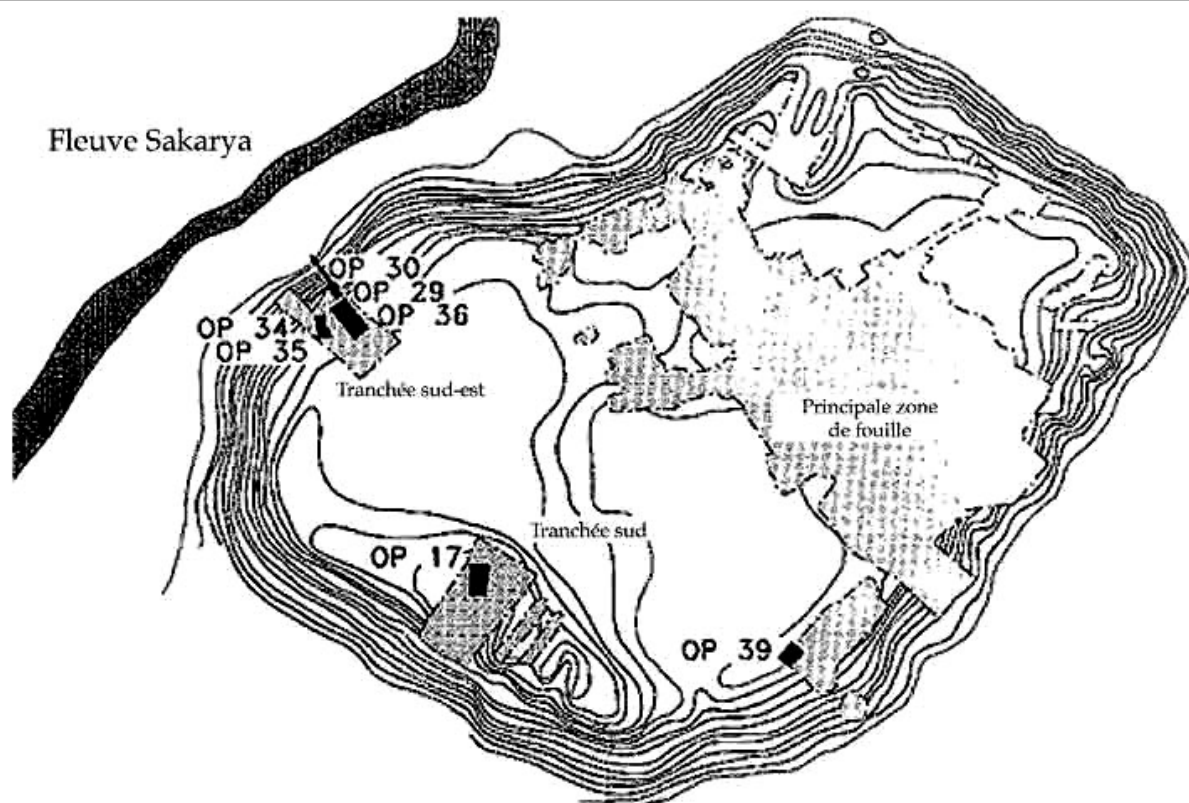 Fleuve Sakarya
OP 30
OP 29
OP 36
OP 34
OP 35
Tranchée sud-est
Principale zone
de fouille
Tranchée sud
OP 17
OP 39